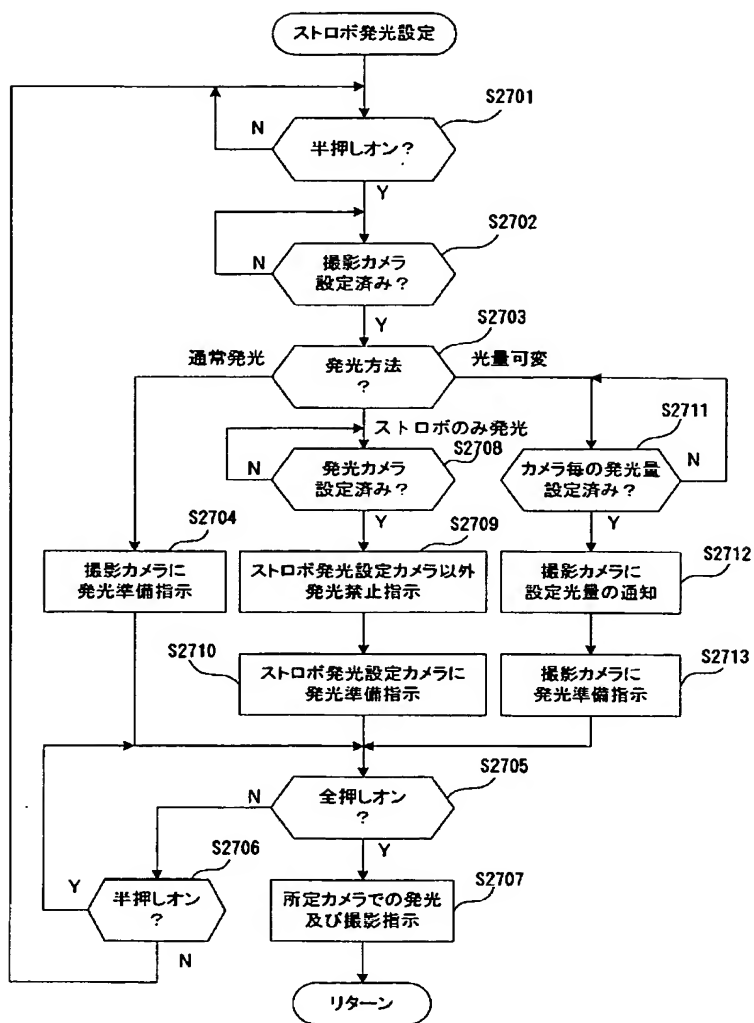 ストロボ発光設定
S2701
半押しオン?
N
Y
S2702
撮影カメラ
設定済み?
N
Y
S2703
通常発光
発光方法
?
光量可変
ストロボのみ発光
S2708
発光カメラ
設定済み?
N
Y
S2711
カメラ毎の発光量
設定済み?
N
Y
S2704
撮影カメラに
発光準備指示
S2709
ストロボ発光設定カメラ以外
発光禁止指示
S2712
撮影カメラに
設定光量の通知
S2710
ストロボ発光設定カメラに
発光準備指示
S2713
撮影カメラに
発光準備指示
S2705
全押しオン
?
N
Y
S2706
半押しオン
?
Y
N
S2707
所定カメラでの発光
及び撮影指示
リターン